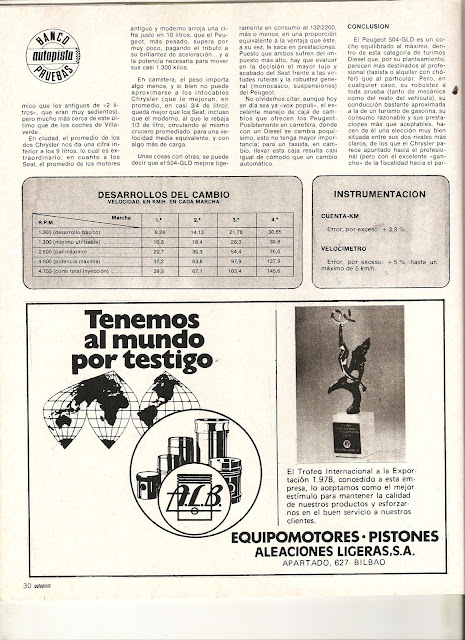 BANCO
autopista
PRUEBAS
mico que los antiguos de «2 li-
tros», que eran muy sedientos),
pero mucho más cerca de este úl-
timo que de los coches de Villa-
verde.
En ciudad, el promedio de los
dos Chrysler nos da una cifra in-
ferior a los 9 litros, lo cual es ex-
traordinario; en cuanto a los
Seat, el promedio de los motores
antiguo y moderno arroja una ci-
fra justo en 10 litros, que el Peu-
geot, más pesado, supera por
muy poco, pagando el tributo a
su brillantez de aceleración... y a
la potencia necesaria para mover
sus casi 1.300 kilos.
En carretera, el peso importa
algo menos, y si bien no puede
aproximarse a los intocables
Chrysler (que le mejoran, en
promedio, en casi 3/4 de litro);
queda mejor que los Seat, incluso
que el moderno, al que le rebaja
1/3 de litro, circulando al mismo
crucero promediado, para una ve-
locidad media equivalente, y con
algo más de carga.
Unas cosas con otras, se puede
decir que el 504-GLD mejora lige-
ramente en consumo al 132/2200,
más o menos, en una proporción
equivalente a la ventaja que éste,
a su vez, le saca en prestaciones.
Puesto que ambos sufren del im-
puesto más alto, hay que evaluar
en la decisión el mayor lujo y
acabado del Seat frente a las vir-
tudes ruteras y la robustez gene-
ral (monocasco, suspensiones)
del Peugeot.
No olvidemos citar, aunque hoy
en día sea ya «vox populi», el ex-
celente manejo de caja de cam-
bios que ofrecen los Peugeot.
Posiblemente en carretera, donde
con un Diesel se cambia poquí-
simo, esto no tenga mayor impor-
tancia; para un taxista, en cam-
bio, llevar esta caja resulta casi
igual de cómodo que un cambio
automático.
CONCLUSION
El Peugeot 504-GLD es un co-
che equilibrado al máximo, den-
tro de esta categoría de turismos
Diesel que, por su planteamiento,
parecen más destinados al profe-
sional (taxista o alquiler con chó-
fer) que al particular. Pero, en
cualquier caso, su robustez a
toda prueba (tanto de mecánica
como del resto del vehículo), su
conducción bastante aproximada
a la de un turismo de gasolina, su
consumo razonable y sus presta-
ciones más que aceptables, ha-
cen de él una elección muy bien
situada entre sus dos rivales más
claros, de los que el Chrysler pa-
rece apuntado hacia el profesio-
nal (pero con el excelente «gan-
cho» de la fiscalidad hacia el par-
DESARROLLOS DEL CAMBIO
VELOCIDAD, EN KM/H. EN CADA MARCHA
Marcha
R.P.M. 1.ª 2.ª 3.ª 4.ª
1.000 (desarrollo básico) 8,28 14,13 21,76 30,65
1.300 (mínimo utilizable) 10,8 18,4 28,3 39,8
2.500 (par máximo) 20,7 35,3 54,4 76,6
4.500 (potencia máxima) 37,2 63,6 97,9 137,9
4.750 (corte total inyección) 39,3 67,1 103,4 145,6
INSTRUMENTACION
CUENTA-KM
Error, por exceso: + 3,3 %.
VELOCIMETRO
Error, por exceso: + 5 %, hasta un
máximo de 5 km/h.
Tenemos
al mundo
por testigo
A.L.B.
El Trofeo Internacional a la Expor-
tación 1.978, concedido a esta em-
presa, lo aceptamos como el mejor
estímulo para mantener la calidad
de nuestros productos y esforzar-
nos en el buen servicio a nuestros
clientes.
EQUIPOMOTORES · PISTONES
ALEACIONES LIGERAS, S.A.
APARTADO, 627- BILBAO
30 autopista